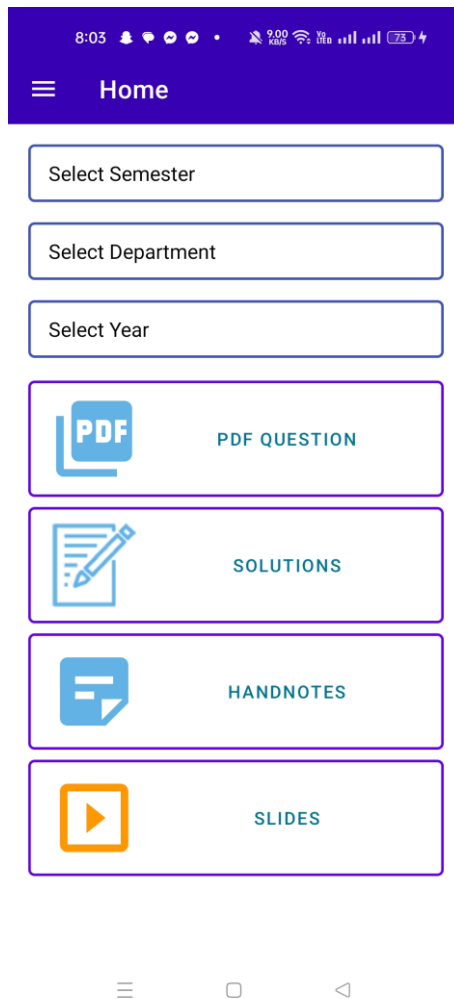 8:03 9.00 KB/S Vo LTED 73
Home
Select Semester
Select Department
Select Year
PDF PDF QUESTION
SOLUTIONS
HANDNOTES
SLIDES